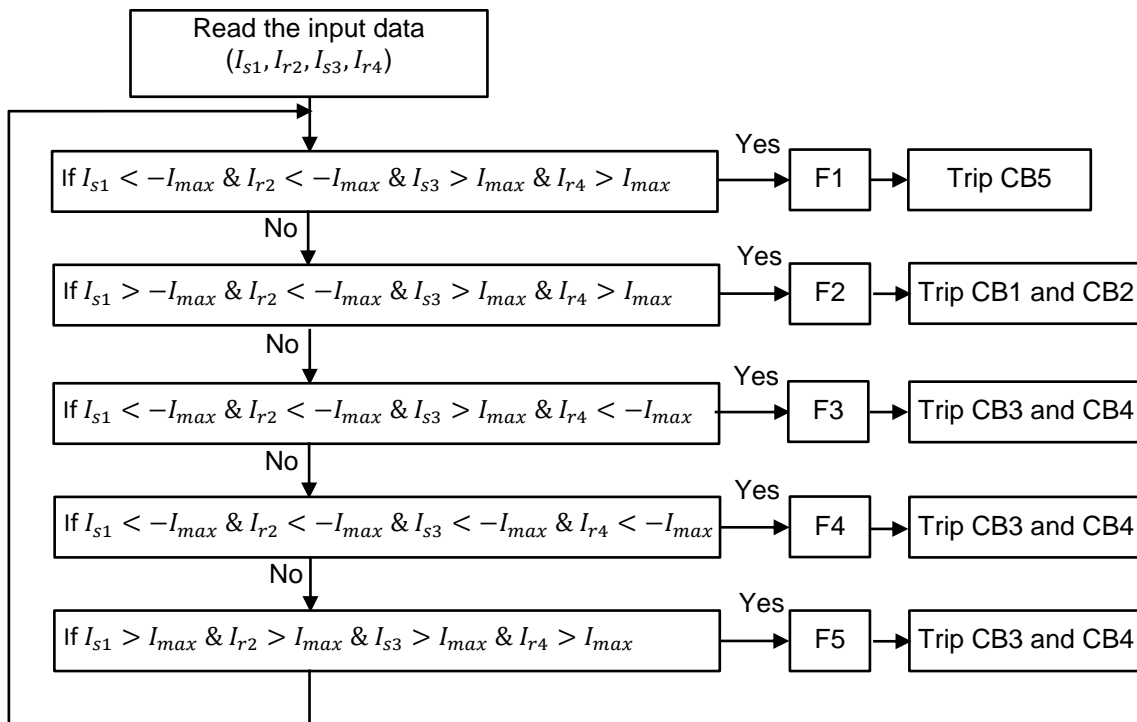 Read the input data
(I_{s1}, I_{r2}, I_{s3}, I_{r4})
Yes
If I_{s1} < −I_{max} & I_{r2} < −I_{max} & I_{s3} > I_{max} & I_{r4} > I_{max}
F1
Trip CB5
No
Yes
If I_{s1} > −I_{max} & I_{r2} < −I_{max} & I_{s3} > I_{max} & I_{r4} > I_{max}
F2
Trip CB1 and CB2
No
Yes
If I_{s1} < −I_{max} & I_{r2} < −I_{max} & I_{s3} > I_{max} & I_{r4} < −I_{max}
F3
Trip CB3 and CB4
No
Yes
If I_{s1} < −I_{max} & I_{r2} < −I_{max} & I_{s3} < −I_{max} & I_{r4} < −I_{max}
F4
Trip CB3 and CB4
No
Yes
If I_{s1} > I_{max} & I_{r2} > I_{max} & I_{s3} > I_{max} & I_{r4} > I_{max}
F5
Trip CB3 and CB4